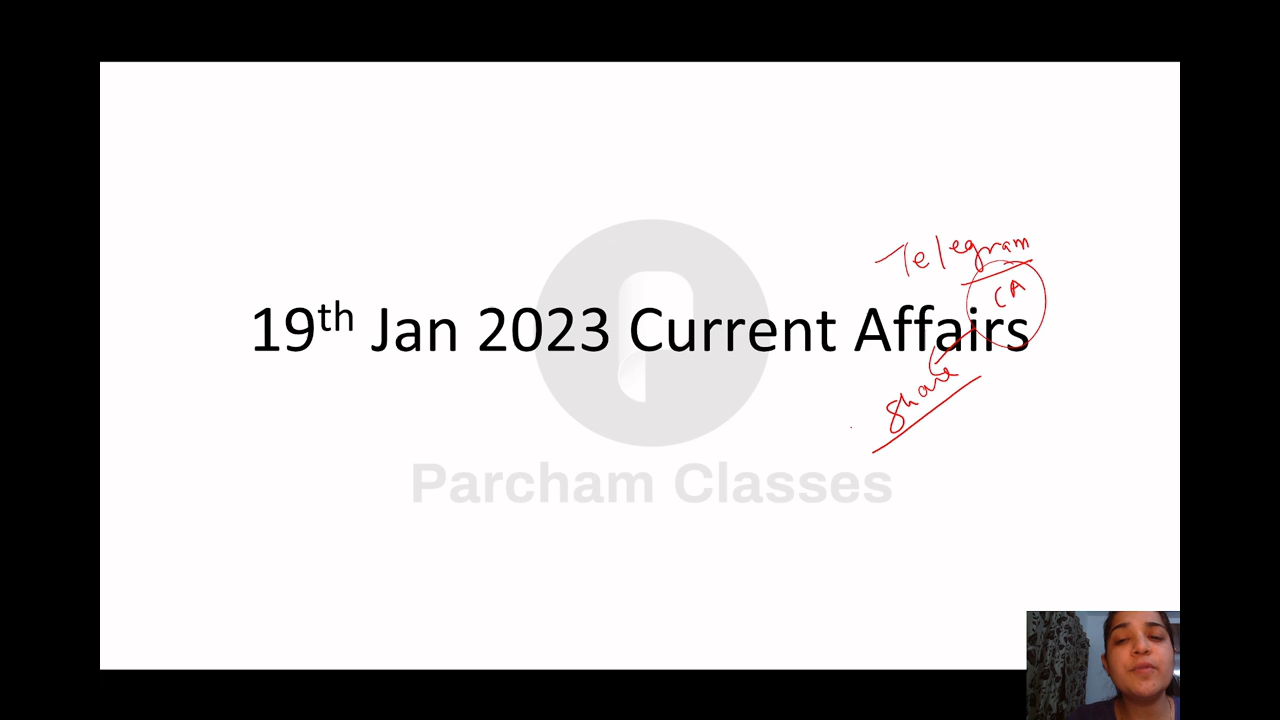 Telegram
CA
19th Jan 2023 Current Affairs
share
Parcham Classes